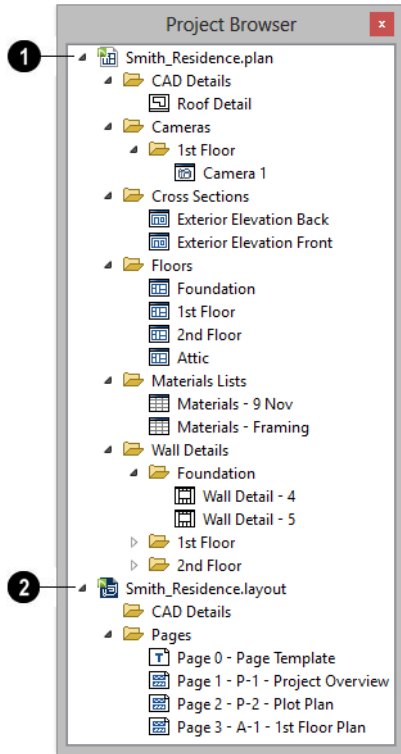 Project Browser
x
1
Smith_Residence.plan
CAD Details
Roof Detail
Cameras
1st Floor
Camera 1
Cross Sections
Exterior Elevation Back
Exterior Elevation Front
Floors
Foundation
1st Floor
2nd Floor
Attic
Materials Lists
Materials - 9 Nov
Materials - Framing
Wall Details
Foundation
Wall Detail - 4
Wall Detail - 5
1st Floor
2nd Floor
2
Smith_Residence.layout
CAD Details
Pages
Page 0 - Page Template
Page 1 - P-1 - Project Overview
Page 2 - P-2 - Plot Plan
Page 3 - A-1 - 1st Floor Plan